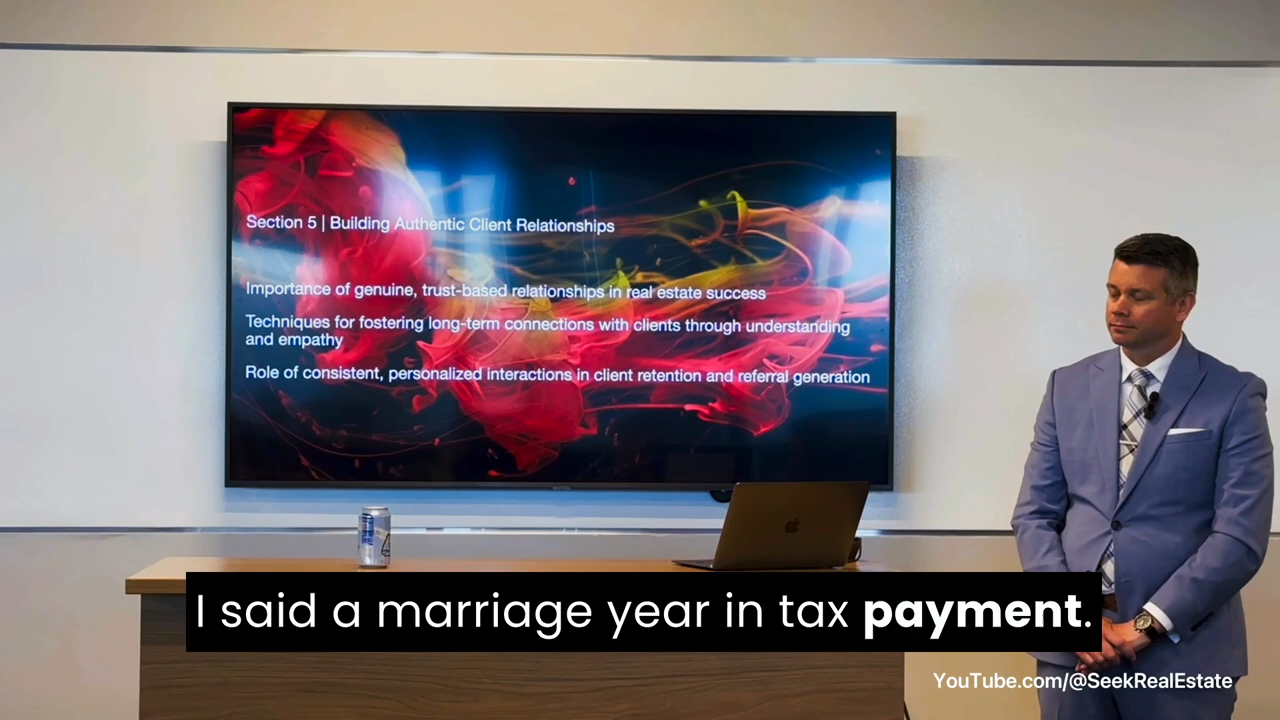 Section 5 | Building Authentic Client Relationships
Importance of genuine, trust-based relationships in real estate success
Techniques for fostering long-term connections with clients through understanding
and empathy
Role of consistent, personalized interactions in client retention and referral generation
I said a marriage year in tax payment.
YouTube.com/@SeekRealEstate